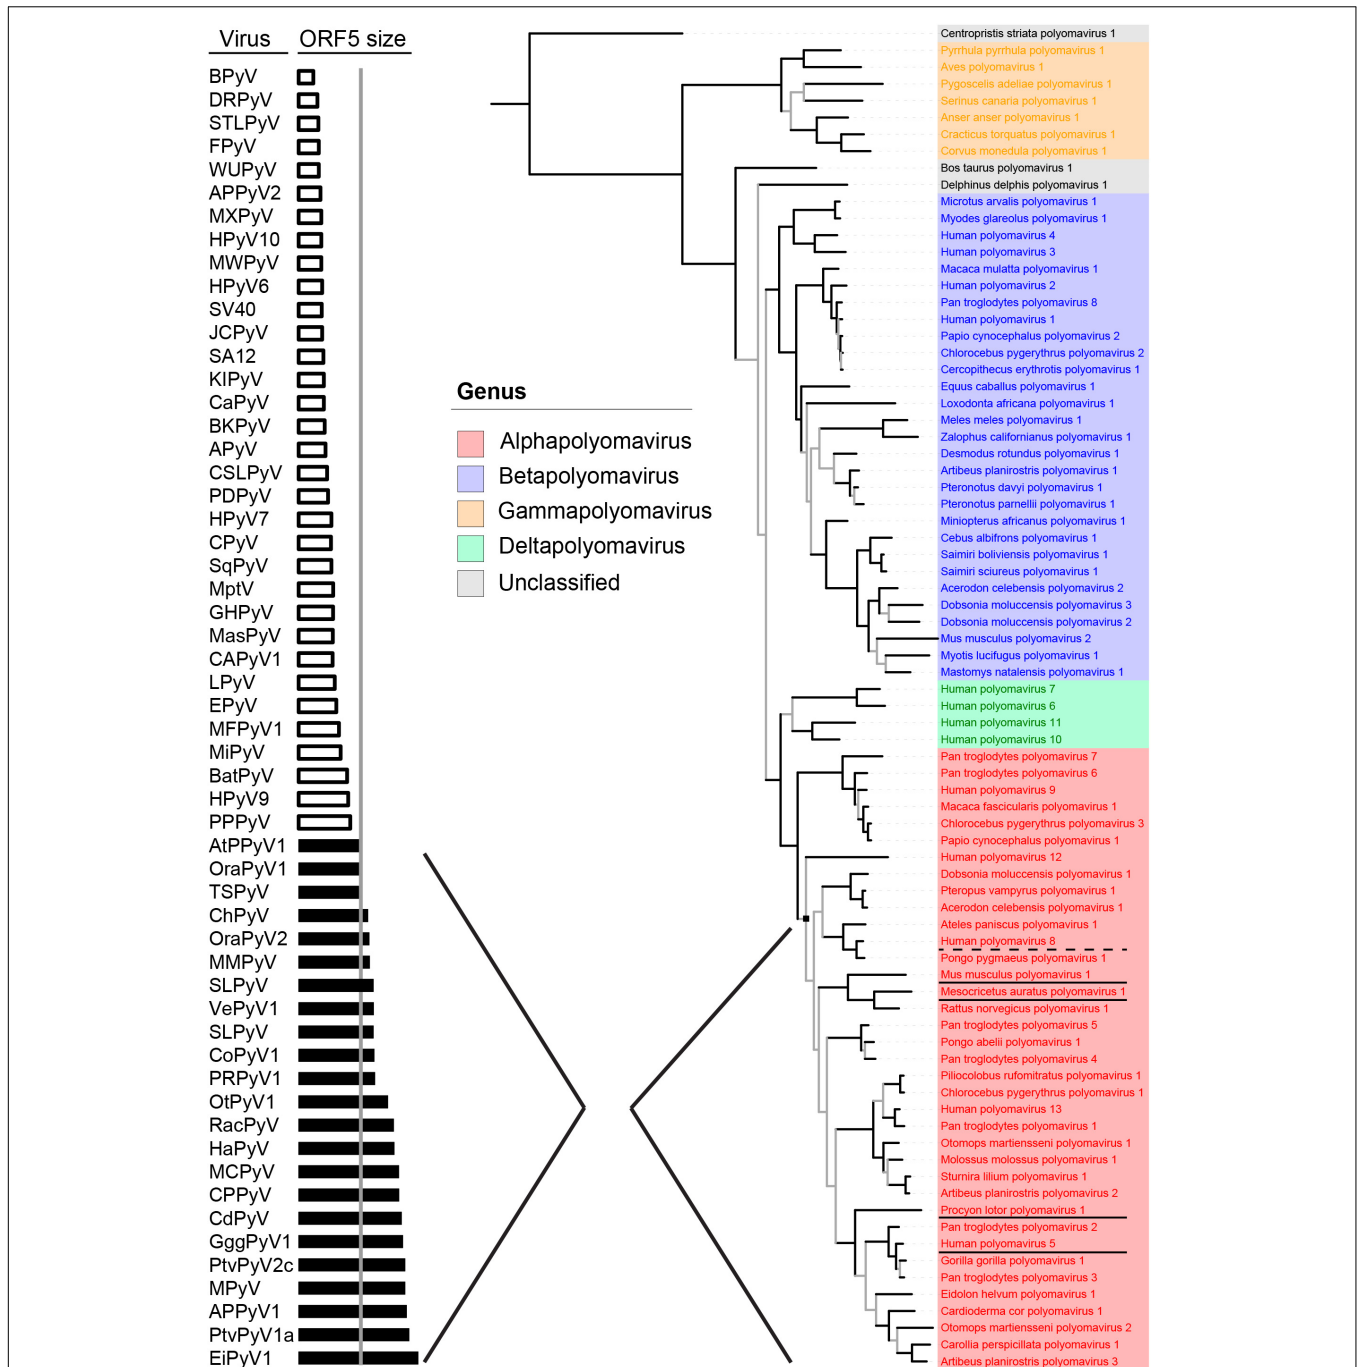 Virus ORF5 size
BPyV
DRPyV
STLPyV
FPyV
WUPyV
APPyV2
MXPyV
HPyV10
MWPyV
HPyV6
SV40
JCPyV
SA12
KIPyV
CaPyV
BKPyV
APyV
CSLPyV
PDPyV
HPyV7
CPyV
SqPyV
MptV
GHPyV
MasPyV
CAPyV1
LPyV
EPyV
MFPyV1
MiPyV
BatPyV
HPyV9
PPPyV
AtPPyV1
OraPyV1
TSPyV
ChPyV
OraPyV2
MMPyV
SLPyV
VePyV1
SLPyV
CoPyV1
PRPyV1
OtPyV1
RacPyV
HaPyV
MCPyV
CPPyV
CdPyV
GggPyV1
PtvPyV2c
MPyV
APPyV1
PtvPyV1a
EiPyV1
Genus
Alphapolyomavirus
Betapolyomavirus
Gammapolyomavirus
Deltapolyomavirus
Unclassified
Centropristis striata polyomavirus 1
Pyrrhula pyrrhula polyomavirus 1
Aves polyomavirus 1
Pygoscelis adeliae polyomavirus 1
Serinus canaria polyomavirus 1
Anser anser polyomavirus 1
Cracticus torquatus polyomavirus 1
Corvus monedula polyomavirus 1
Bos taurus polyomavirus 1
Delphinus delphis polyomavirus 1
Microtus arvalis polyomavirus 1
Myodes glareolus polyomavirus 1
Human polyomavirus 4
Human polyomavirus 3
Macaca mulatta polyomavirus 1
Human polyomavirus 2
Pan troglodytes polyomavirus 8
Human polyomavirus 1
Papio cynocephalus polyomavirus 2
Chlorocebus pygerythrus polyomavirus 2
Cercopithecus erythrotis polyomavirus 1
Equus caballus polyomavirus 1
Loxodonta africana polyomavirus 1
Meles meles polyomavirus 1
Zalophus californianus polyomavirus 1
Desmodus rotundus polyomavirus 1
Artibeus planirostris polyomavirus 1
Pteronotus davyi polyomavirus 1
Pteronotus parnellii polyomavirus 1
Miniopterus africanus polyomavirus 1
Cebus albifrons polyomavirus 1
Saimiri boliviensis polyomavirus 1
Saimiri sciureus polyomavirus 1
Acerodon celebensis polyomavirus 2
Dobsonia moluccensis polyomavirus 3
Dobsonia moluccensis polyomavirus 2
Mus musculus polyomavirus 2
Myotis lucifugus polyomavirus 1
Mastomys natalensis polyomavirus 1
Human polyomavirus 7
Human polyomavirus 6
Human polyomavirus 11
Human polyomavirus 10
Pan troglodytes polyomavirus 7
Pan troglodytes polyomavirus 6
Human polyomavirus 9
Macaca fascicularis polyomavirus 1
Chlorocebus pygerythrus polyomavirus 3
Papio cynocephalus polyomavirus 1
Human polyomavirus 12
Dobsonia moluccensis polyomavirus 1
Pteropus vampyrus polyomavirus 1
Acerodon celebensis polyomavirus 1
Ateles paniscus polyomavirus 1
Human polyomavirus 8
Pongo pygmaeus polyomavirus 1
Mus musculus polyomavirus 1
Mesocricetus auratus polyomavirus 1
Rattus norvegicus polyomavirus 1
Pan troglodytes polyomavirus 5
Pongo abelii polyomavirus 1
Pan troglodytes polyomavirus 4
Piliocolobus rufomitratus polyomavirus 1
Chlorocebus pygerythrus polyomavirus 1
Human polyomavirus 13
Pan troglodytes polyomavirus 1
Otomops martiensseni polyomavirus 1
Molossus molossus polyomavirus 1
Sturnira lilium polyomavirus 1
Artibeus planirostris polyomavirus 2
Procyon lotor polyomavirus 1
Pan troglodytes polyomavirus 2
Human polyomavirus 5
Gorilla gorilla polyomavirus 1
Pan troglodytes polyomavirus 3
Eidolon helvum polyomavirus 1
Cardioderma cor polyomavirus 1
Otomops martiensseni polyomavirus 2
Carollia perspicillata polyomavirus 1
Artibeus planirostris polyomavirus 3